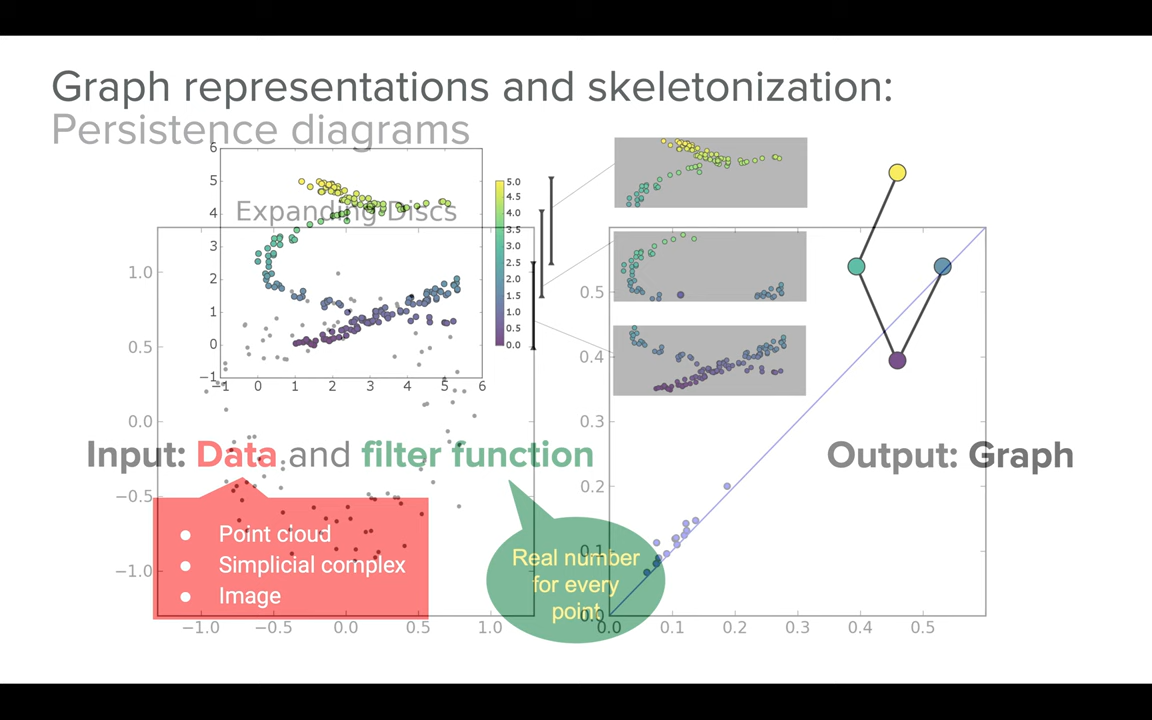 Graph representations and skeletonization:
Persistence diagrams
6
5
4
3
2
1
0
−1
−1 0 1 2 3 4 5 6
5.0
4.5
4.0
3.5
3.0
2.5
2.0
1.5
1.0
0.5
0.0
Expanding Discs
1.0
0.5
0.0
−0.5
−1.0
−1.0 −0.5 0.0 0.5 1.0
0.5
0.4
0.3
0.2
0.1
0.0
0.0 0.1 0.2 0.3 0.4 0.5
Input: Data and filter function
Output: Graph
● Point cloud
● Simplicial complex
● Image
Real number
for every
point